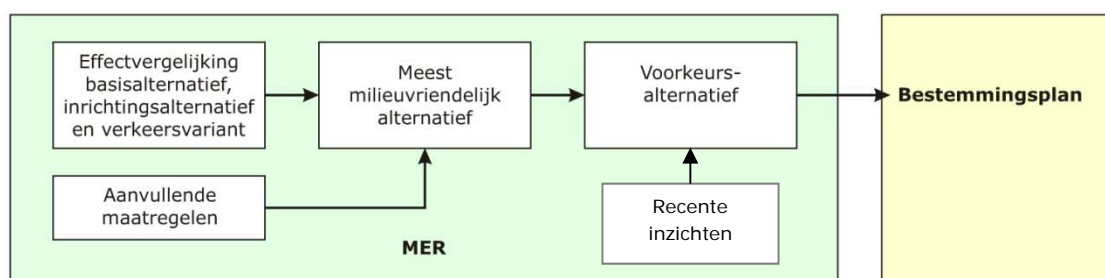 Effectvergelijking
basisalternatief,
inrichtingsalternatief
en verkeersvariant
Meest
milieuvriendelijk
alternatief
Voorkeurs-
alternatief
Bestemmingsplan
Aanvullende
maatregelen
Recente
inzichten
MER